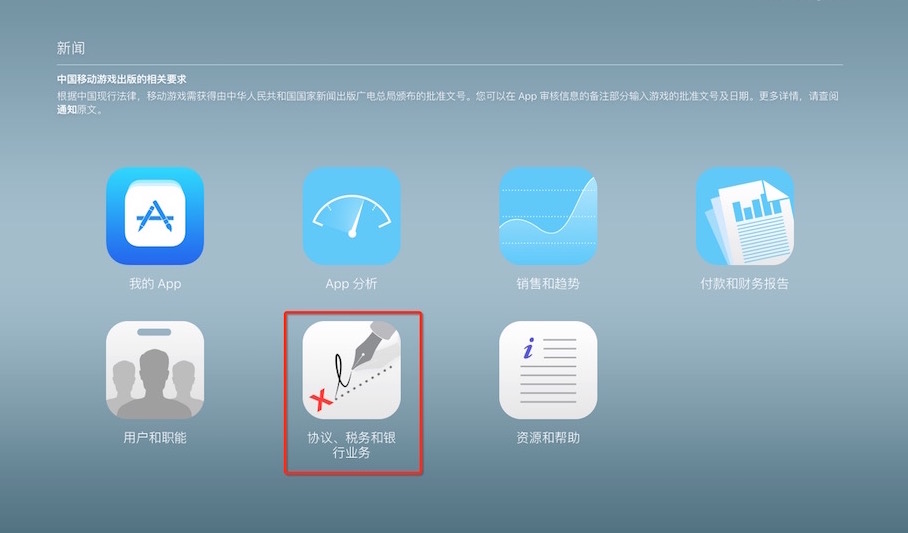 新闻
中国移动游戏出版的相关要求
根据中国现行法律，移动游戏需获得由中华人民共和国国家新闻出版广电总局颁布的批准文号。您可以在 App 审核信息的备注部分输入游戏的批准文号及日期。更多详情，请查阅
通知原文。
我的 App
App 分析
销售和趋势
付款和财务报告
用户和职能
协议、税务和银
行业务
资源和帮助